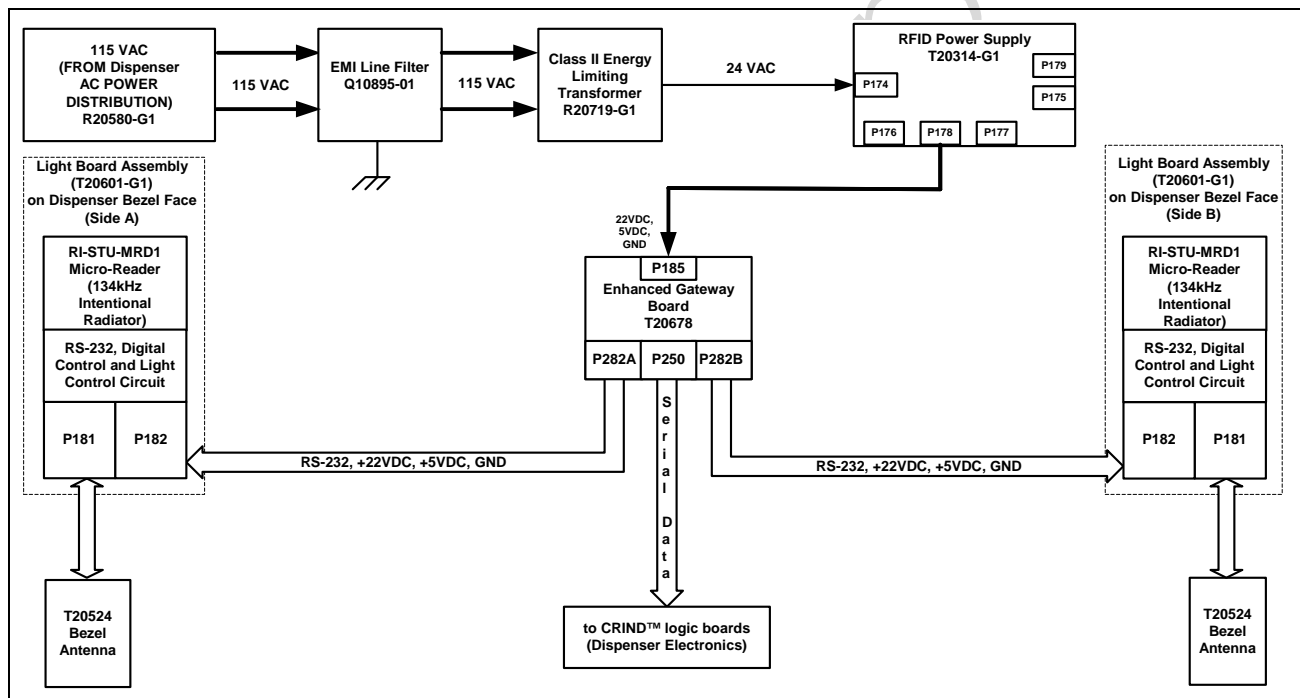 115 VAC
(FROM Dispenser
AC POWER
DISTRIBUTION)
R20580-G1
115 VAC
EMI Line Filter
Q10895-01
115 VAC
Class II Energy
Limiting
Transformer
R20719-G1
24 VAC
RFID Power Supply
T20314-G1
P179
P174
P175
P176
P178
P177
Light Board Assembly
(T20601-G1)
on Dispenser Bezel Face
(Side A)
RI-STU-MRD1
Micro-Reader
(134kHz
Intentional
Radiator)
RS-232, Digital
Control and Light
Control Circuit
P181
P182
22VDC,
5VDC,
GND
P185
Enhanced Gateway
Board
T20678
P282A
P250
P282B
Light Board Assembly
(T20601-G1)
on Dispenser Bezel Face
(Side B)
RI-STU-MRD1
Micro-Reader
(134kHz
Intentional
Radiator)
RS-232, Digital
Control and Light
Control Circuit
P182
P181
RS-232, +22VDC, +5VDC, GND
Serial Data
RS-232, +22VDC, +5VDC, GND
T20524
Bezel
Antenna
to CRIND™ logic boards
(Dispenser Electronics)
T20524
Bezel
Antenna